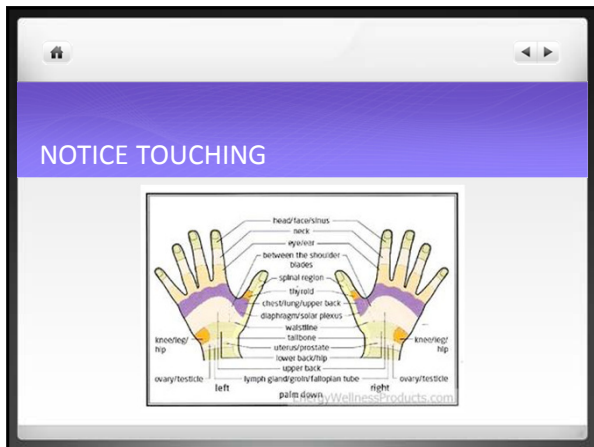 NOTICE TOUCHING
head/face/sinus
neck
eye/ear
between the shoulder
blades
spinal region
thyroid
chest/lung/upper back
diaphragm/solar plexus
waistline
tailbone
knee/leg/
hip
uterus/prostate
knee/leg/
hip
lower back/hip
upper back
ovary/testicle
lymph gland/groin/fallopian tube
ovary/testicle
left
right
palm down
EnergyWellnessProducts.com